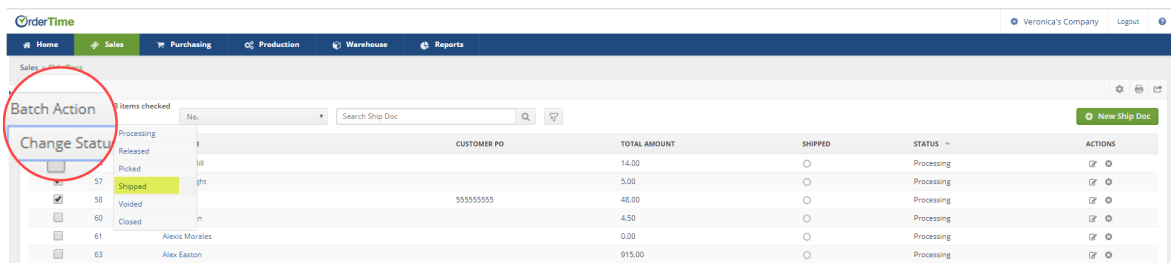 OrderTime
Veronica's Company Logout
Home Sales Purchasing Production Warehouse Reports
Sales
Batch Action
3 items checked
No. Search Ship Doc New Ship Doc
Change Statu
Processing
Released
Picked
Shipped
Voided
Closed
CUSTOMER PO TOTAL AMOUNT SHIPPED STATUS ACTIONS
14.00 Processing
57 5.00 Processing
58 555555555 48.00 Processing
60 4.50 Processing
61 Alexis Morales 0.00 Processing
63 Alex Easton 915.00 Processing